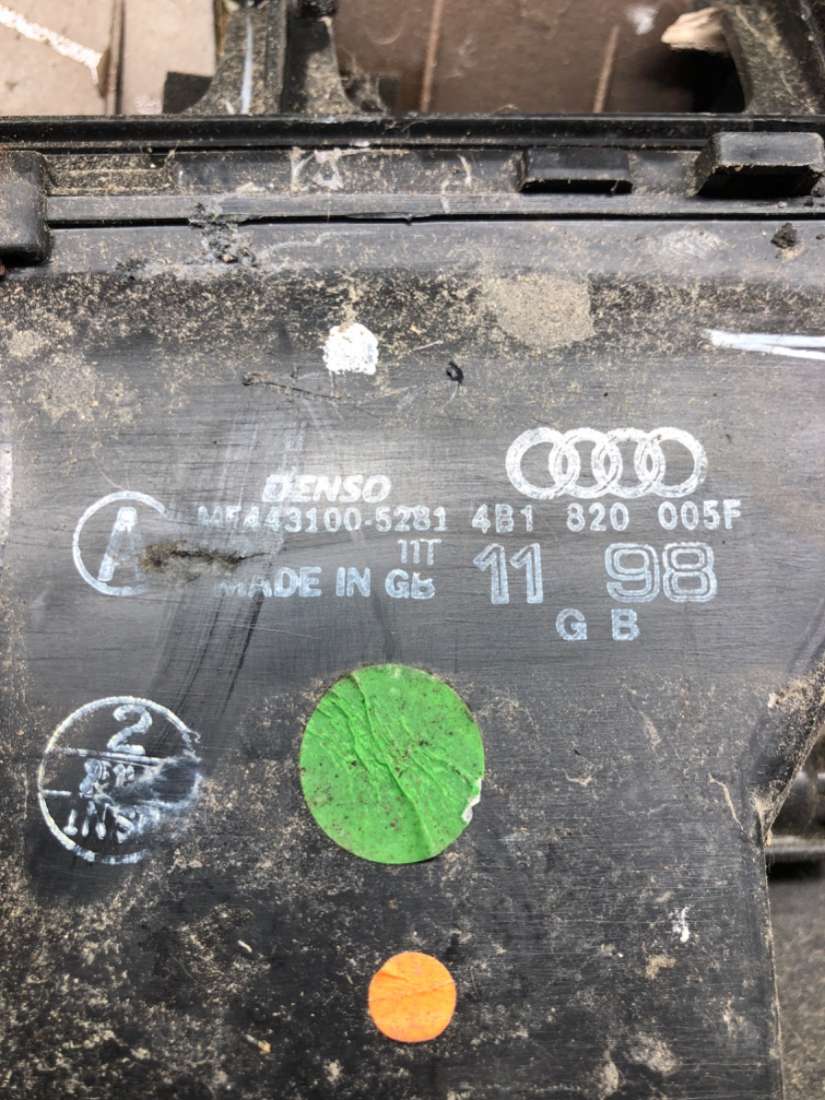 DENSO
MF443100-5281 4B1 820 005F
A
11T
MADE IN GB 11 98
G B
2